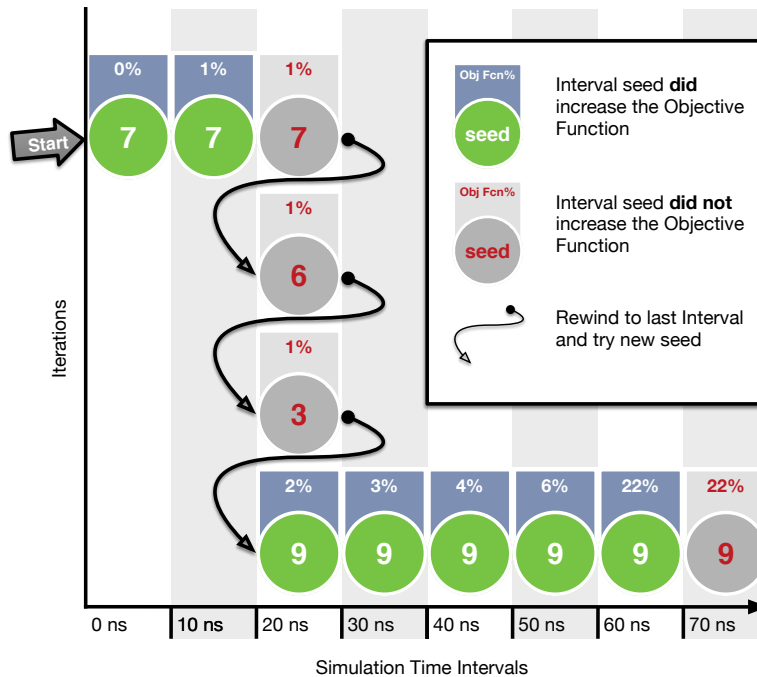 0%
1%
1%
Start
7
7
7
1%
6
1%
3
2%
3%
4%
6%
22%
22%
9
9
9
9
9
9
Obj Fcn%
seed
Interval seed did
increase the Objective
Function
Obj Fcn%
seed
Interval seed did not
increase the Objective
Function
Rewind to last Interval
and try new seed
Iterations
0 ns
10 ns
20 ns
30 ns
40 ns
50 ns
60 ns
70 ns
Simulation Time Intervals